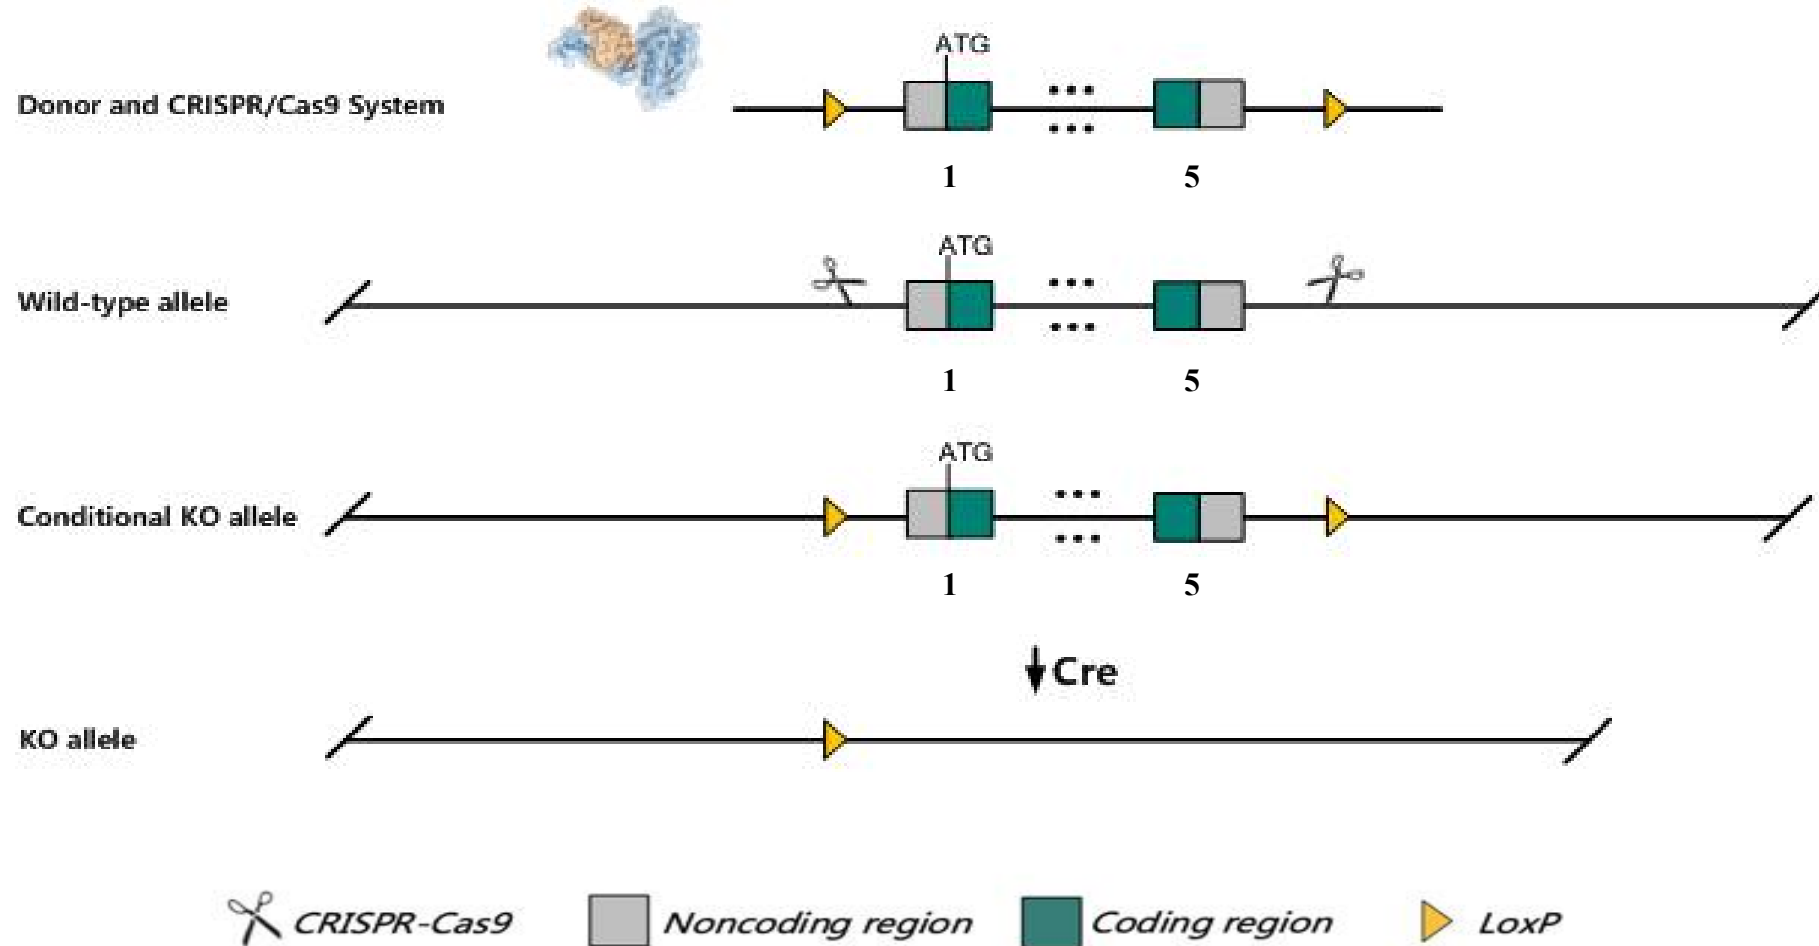 ATG
Donor and CRISPR/Cas9 System
1 5
ATG
Wild-type allele
1 5
ATG
Conditional KO allele
1 5
Cre
KO allele
CRISPR-Cas9 Noncoding region Coding region LoxP